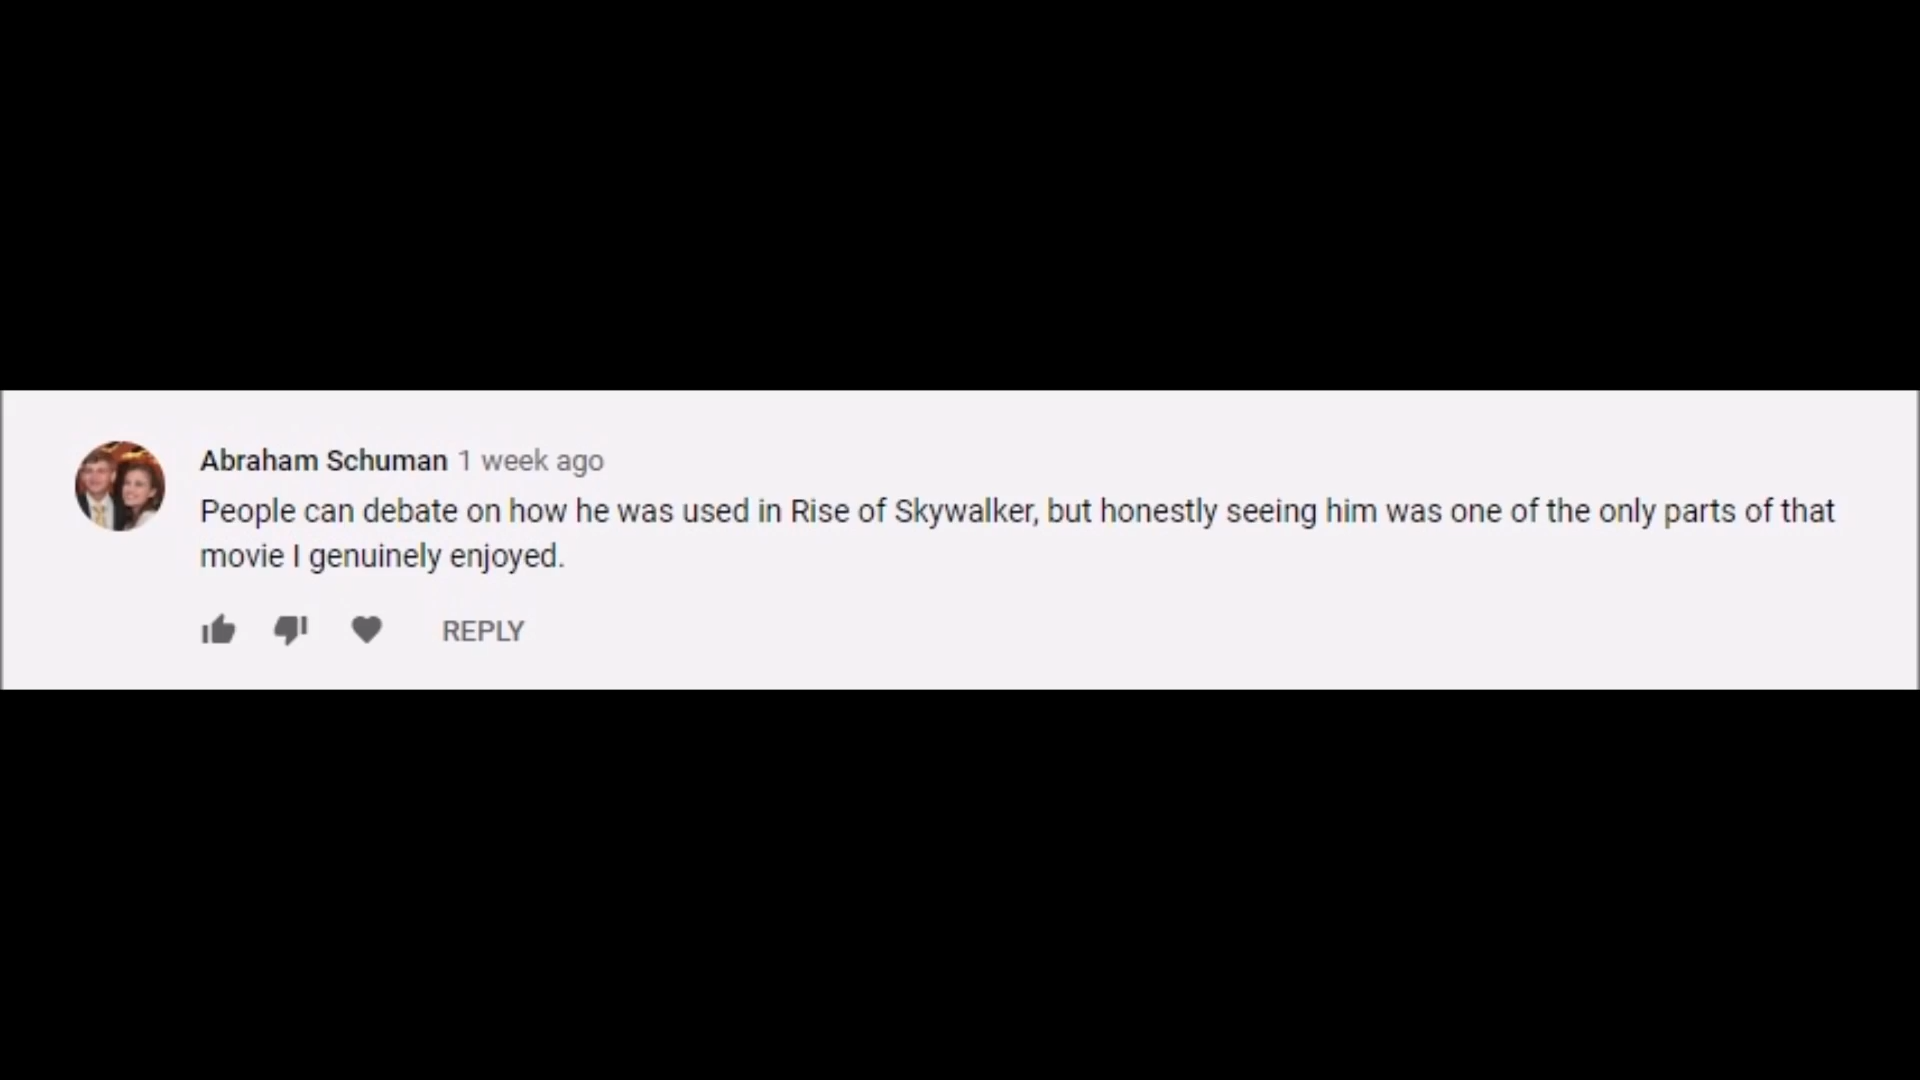 Abraham Schuman 1 week ago
People can debate on how he was used in Rise of Skywalker, but honestly seeing him was one of the only parts of that
movie I genuinely enjoyed.
REPLY